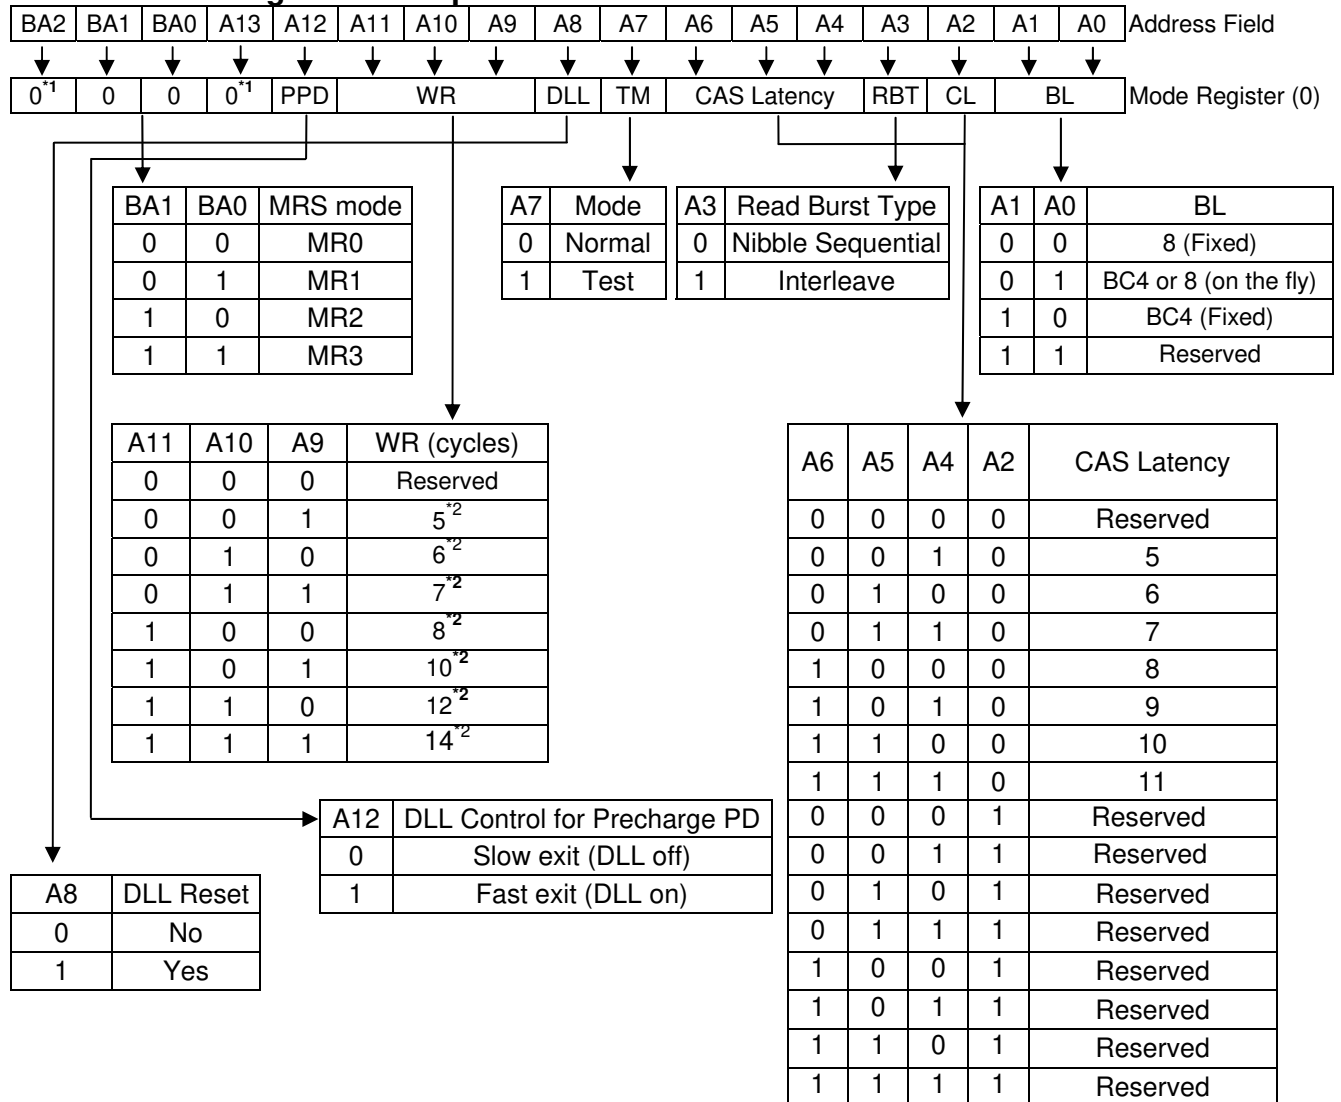 BA2 BA1 BA0 A13 A12 A11 A10 A9 A8 A7 A6 A5 A4 A3 A2 A1 A0 Address Field
0*1 0 0 0*1 PPD WR DLL TM CAS Latency RBT CL BL Mode Register (0)
BA1 BA0 MRS mode
0 0 MR0
0 1 MR1
1 0 MR2
1 1 MR3
A7 Mode
0 Normal
1 Test
A3 Read Burst Type
0 Nibble Sequential
1 Interleave
A1 A0 BL
0 0 8 (Fixed)
0 1 BC4 or 8 (on the fly)
1 0 BC4 (Fixed)
1 1 Reserved
A11 A10 A9 WR (cycles)
0 0 0 Reserved
0 0 1 5*2
0 1 0 6*2
0 1 1 7*2
1 0 0 8*2
1 0 1 10*2
1 1 0 12*2
1 1 1 14*2
A6 A5 A4 A2 CAS Latency
0 0 0 0 Reserved
0 0 1 0 5
0 1 0 0 6
0 1 1 0 7
1 0 0 0 8
1 0 1 0 9
1 1 0 0 10
1 1 1 0 11
0 0 0 1 Reserved
0 0 1 1 Reserved
0 1 0 1 Reserved
0 1 1 1 Reserved
1 0 0 1 Reserved
1 0 1 1 Reserved
1 1 0 1 Reserved
1 1 1 1 Reserved
A12 DLL Control for Precharge PD
0 Slow exit (DLL off)
1 Fast exit (DLL on)
A8 DLL Reset
0 No
1 Yes